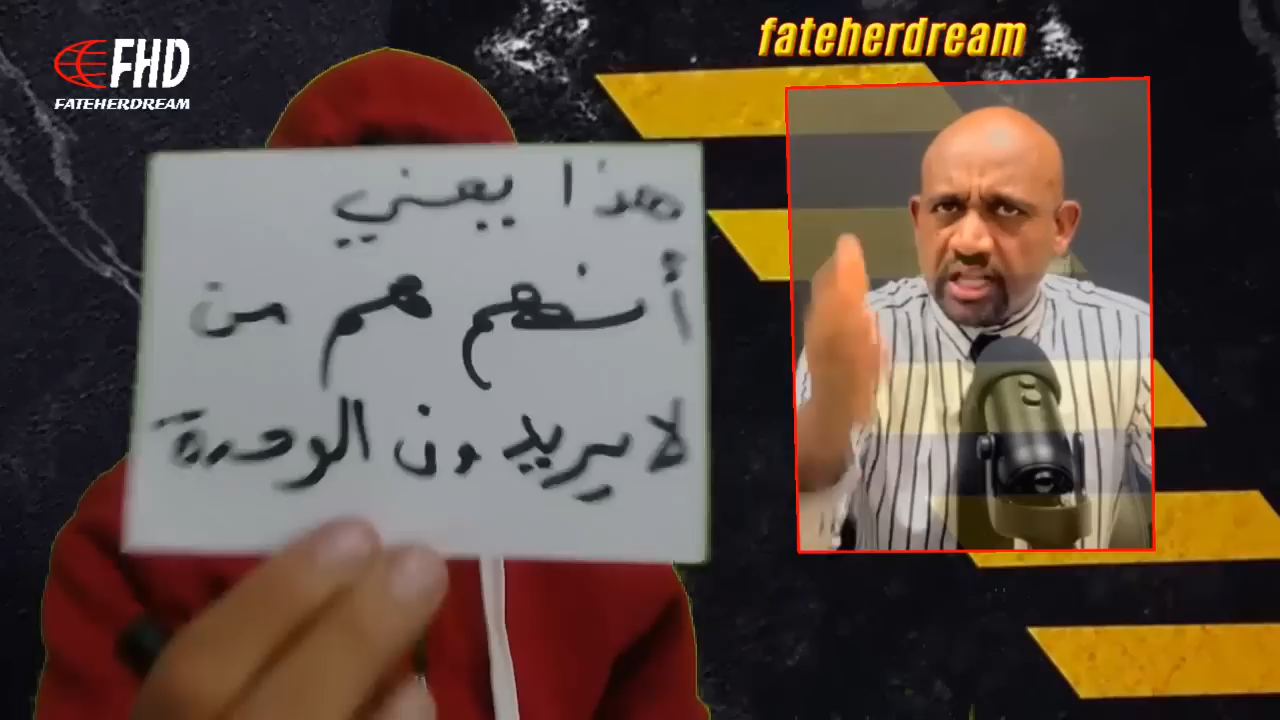 FHD
FATEHERDREAM
fateherdream
هذا يعني
أنهم هم من
لا يريدون الوحدة